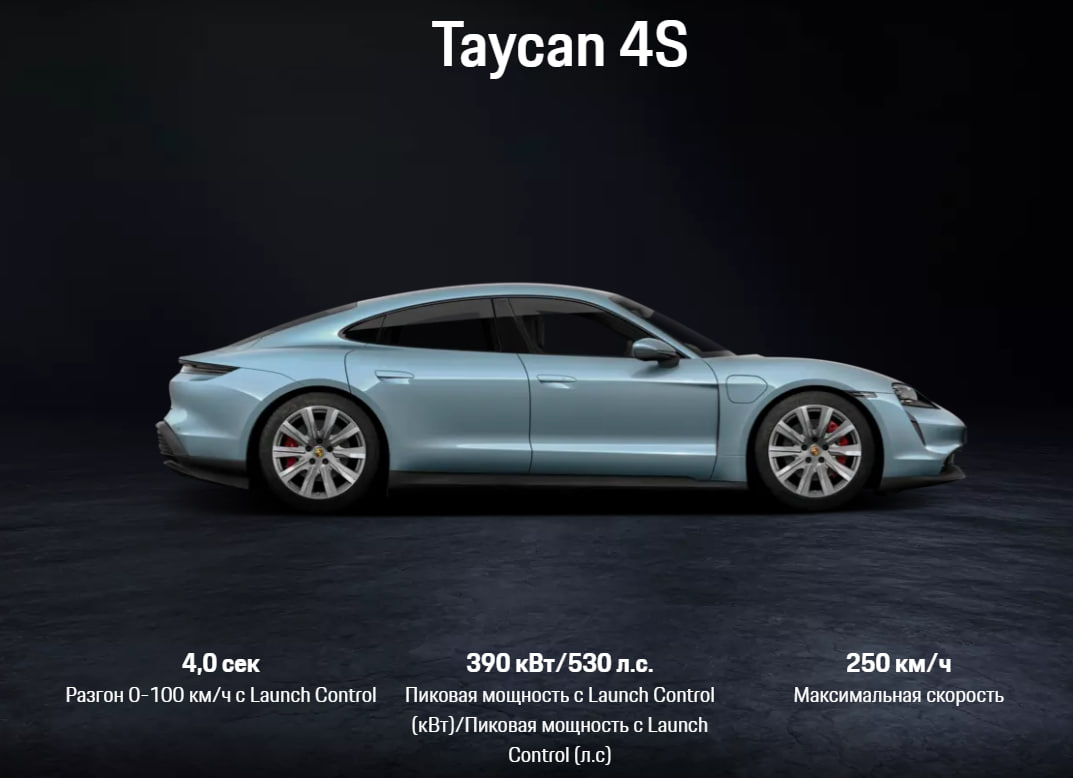 Taycan 4S
4,0 сек
Разгон 0-100 км/ч с Launch Control
390 кВт/530 л.с.
Пиковая мощность с Launch Control
(кВт)/Пиковая мощность с Launch
Control (л.с)
250 км/ч
Максимальная скорость